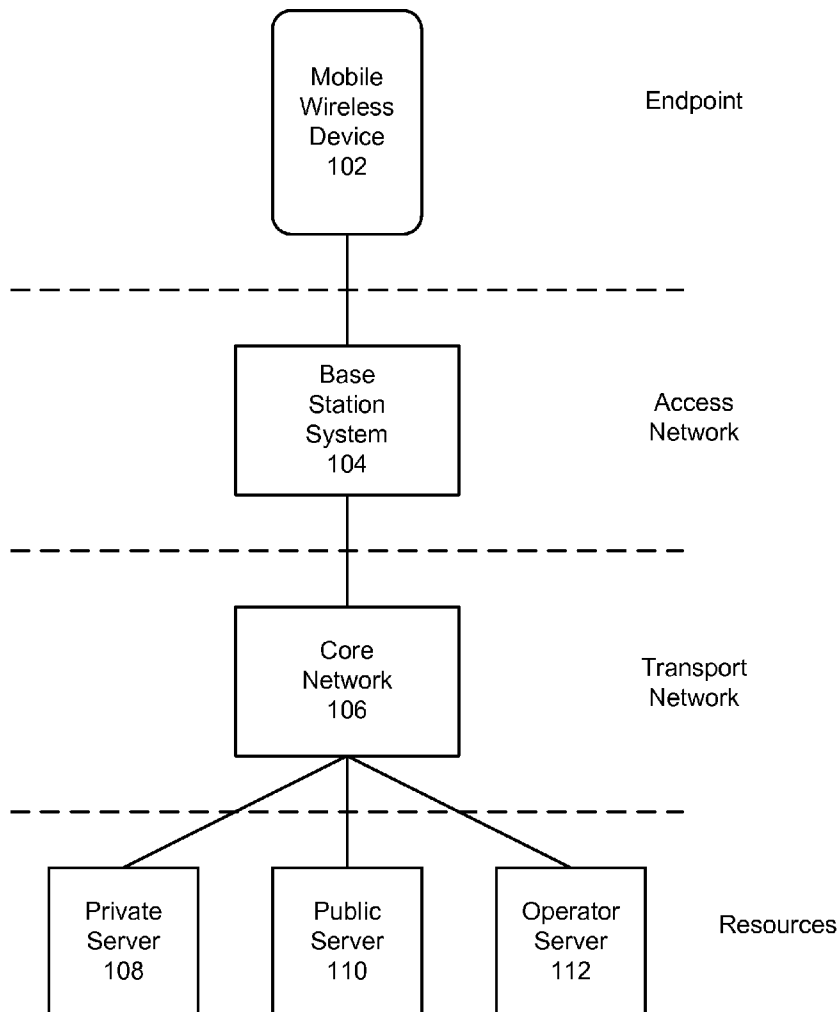 Mobile
Wireless
Device
102
Endpoint
Base
Station
System
104
Access
Network
Core
Network
106
Transport
Network
Private
Server
108
Public
Server
110
Operator
Server
112
Resources